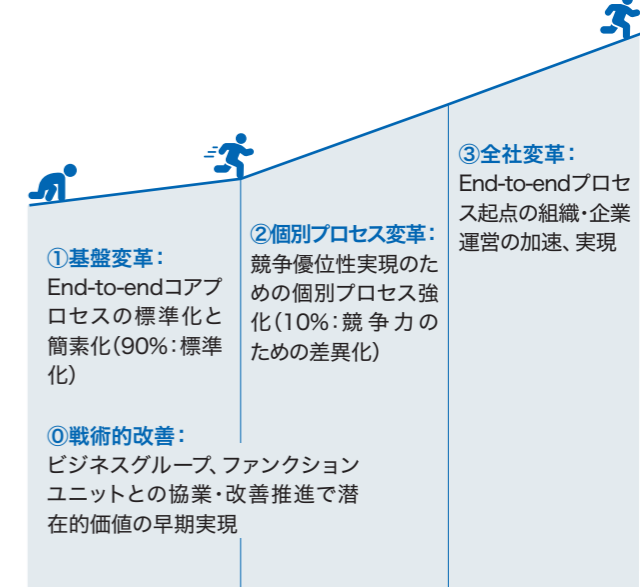 ①基盤変革：
End-to-endコアプ
ロセスの標準化と
簡素化（90%：標準
化）
②個別プロセス変革：
競争優位性実現のた
めの個別プロセス強
化（10%：競争力の
ための差異化）
③全社変革：
End-to-endプロセ
ス起点の組織・企業
運営の加速、実現
⓪戦術的改善：
ビジネスグループ、ファンクション
ユニットとの協業・改善推進で潜
在的価値の早期実現